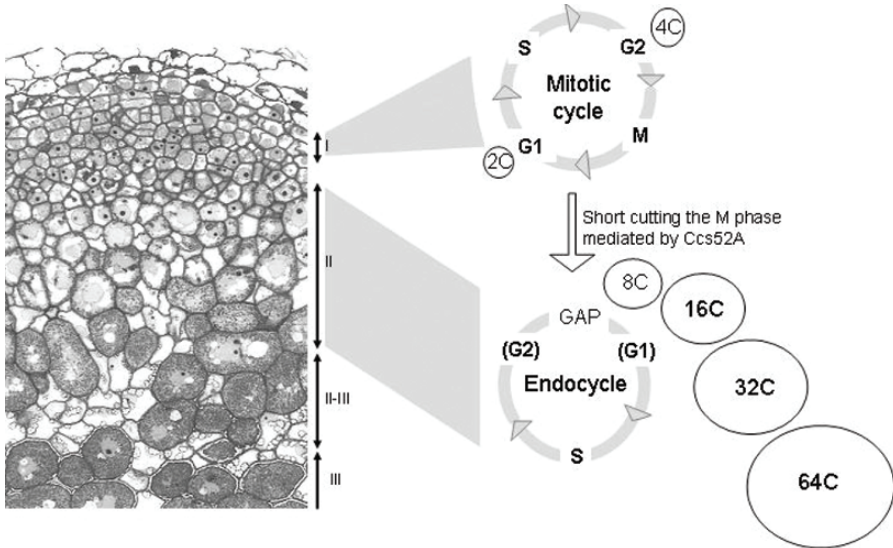 I
II
II-III
III
S
G2
4C
Mitotic
cycle
G1
M
2C
Short cutting the M phase
mediated by Ccs52A
8C
GAP
16C
(G2)
(G1)
Endocycle
32C
S
64C